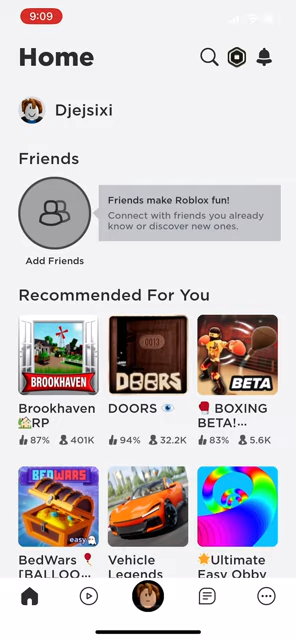 9:09
Home
Djejsixi
Friends
Friends make Roblox fun!
Connect with friends you already
know or discover new ones.
Add Friends
Recommended For You
BROOKHAVEN
0013
DOORS
BETA
Brookhaven
🏡RP
DOORS 👁️
🥊 BOXING
BETA!...
87% 401K
94% 32.2K
83% 5.6K
BEDWARS
easy
BedWars 🎈
[BALLOO...
Vehicle
Legends
⭐Ultimate
Easy Obby